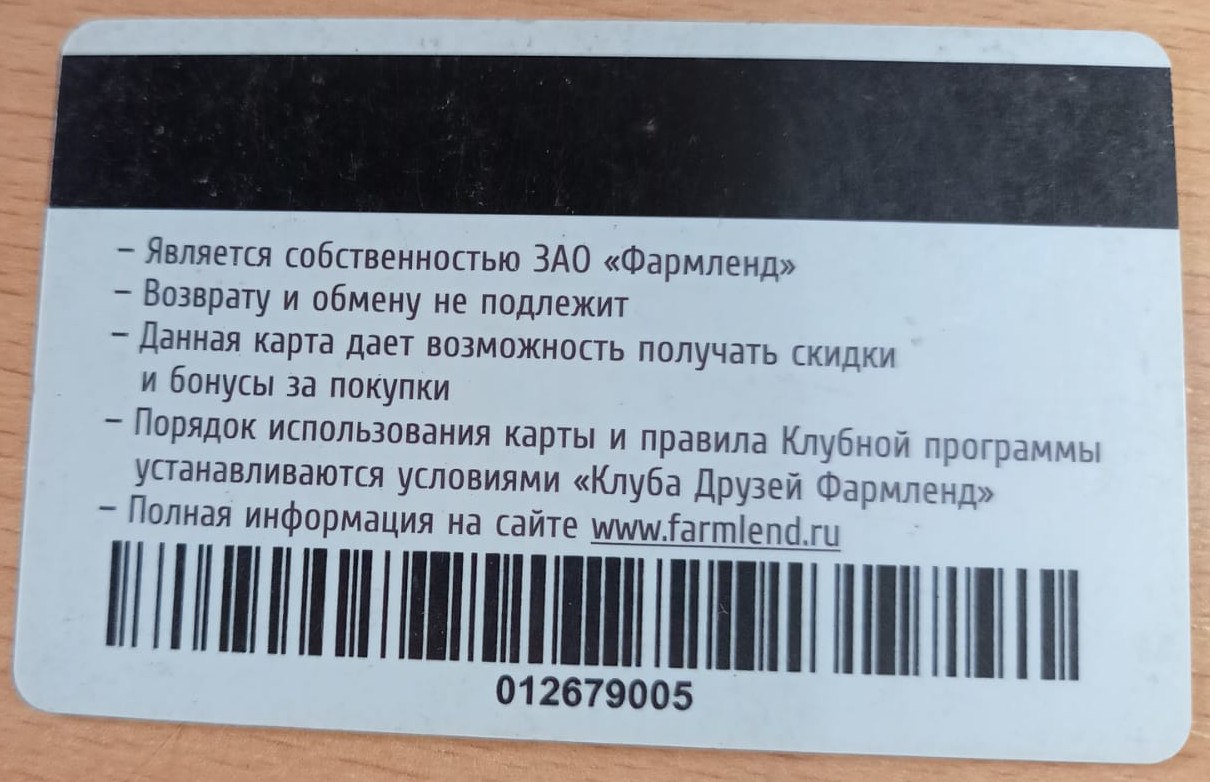 – Является собственностью ЗАО «Фармленд»
– Возврату и обмену не подлежит
– Данная карта дает возможность получать скидки
и бонусы за покупки
– Порядок использования карты и правила Клубной программы
устанавливаются условиями «Клуба Друзей Фармленд»
– Полная информация на сайте www.farmlend.ru
012679005